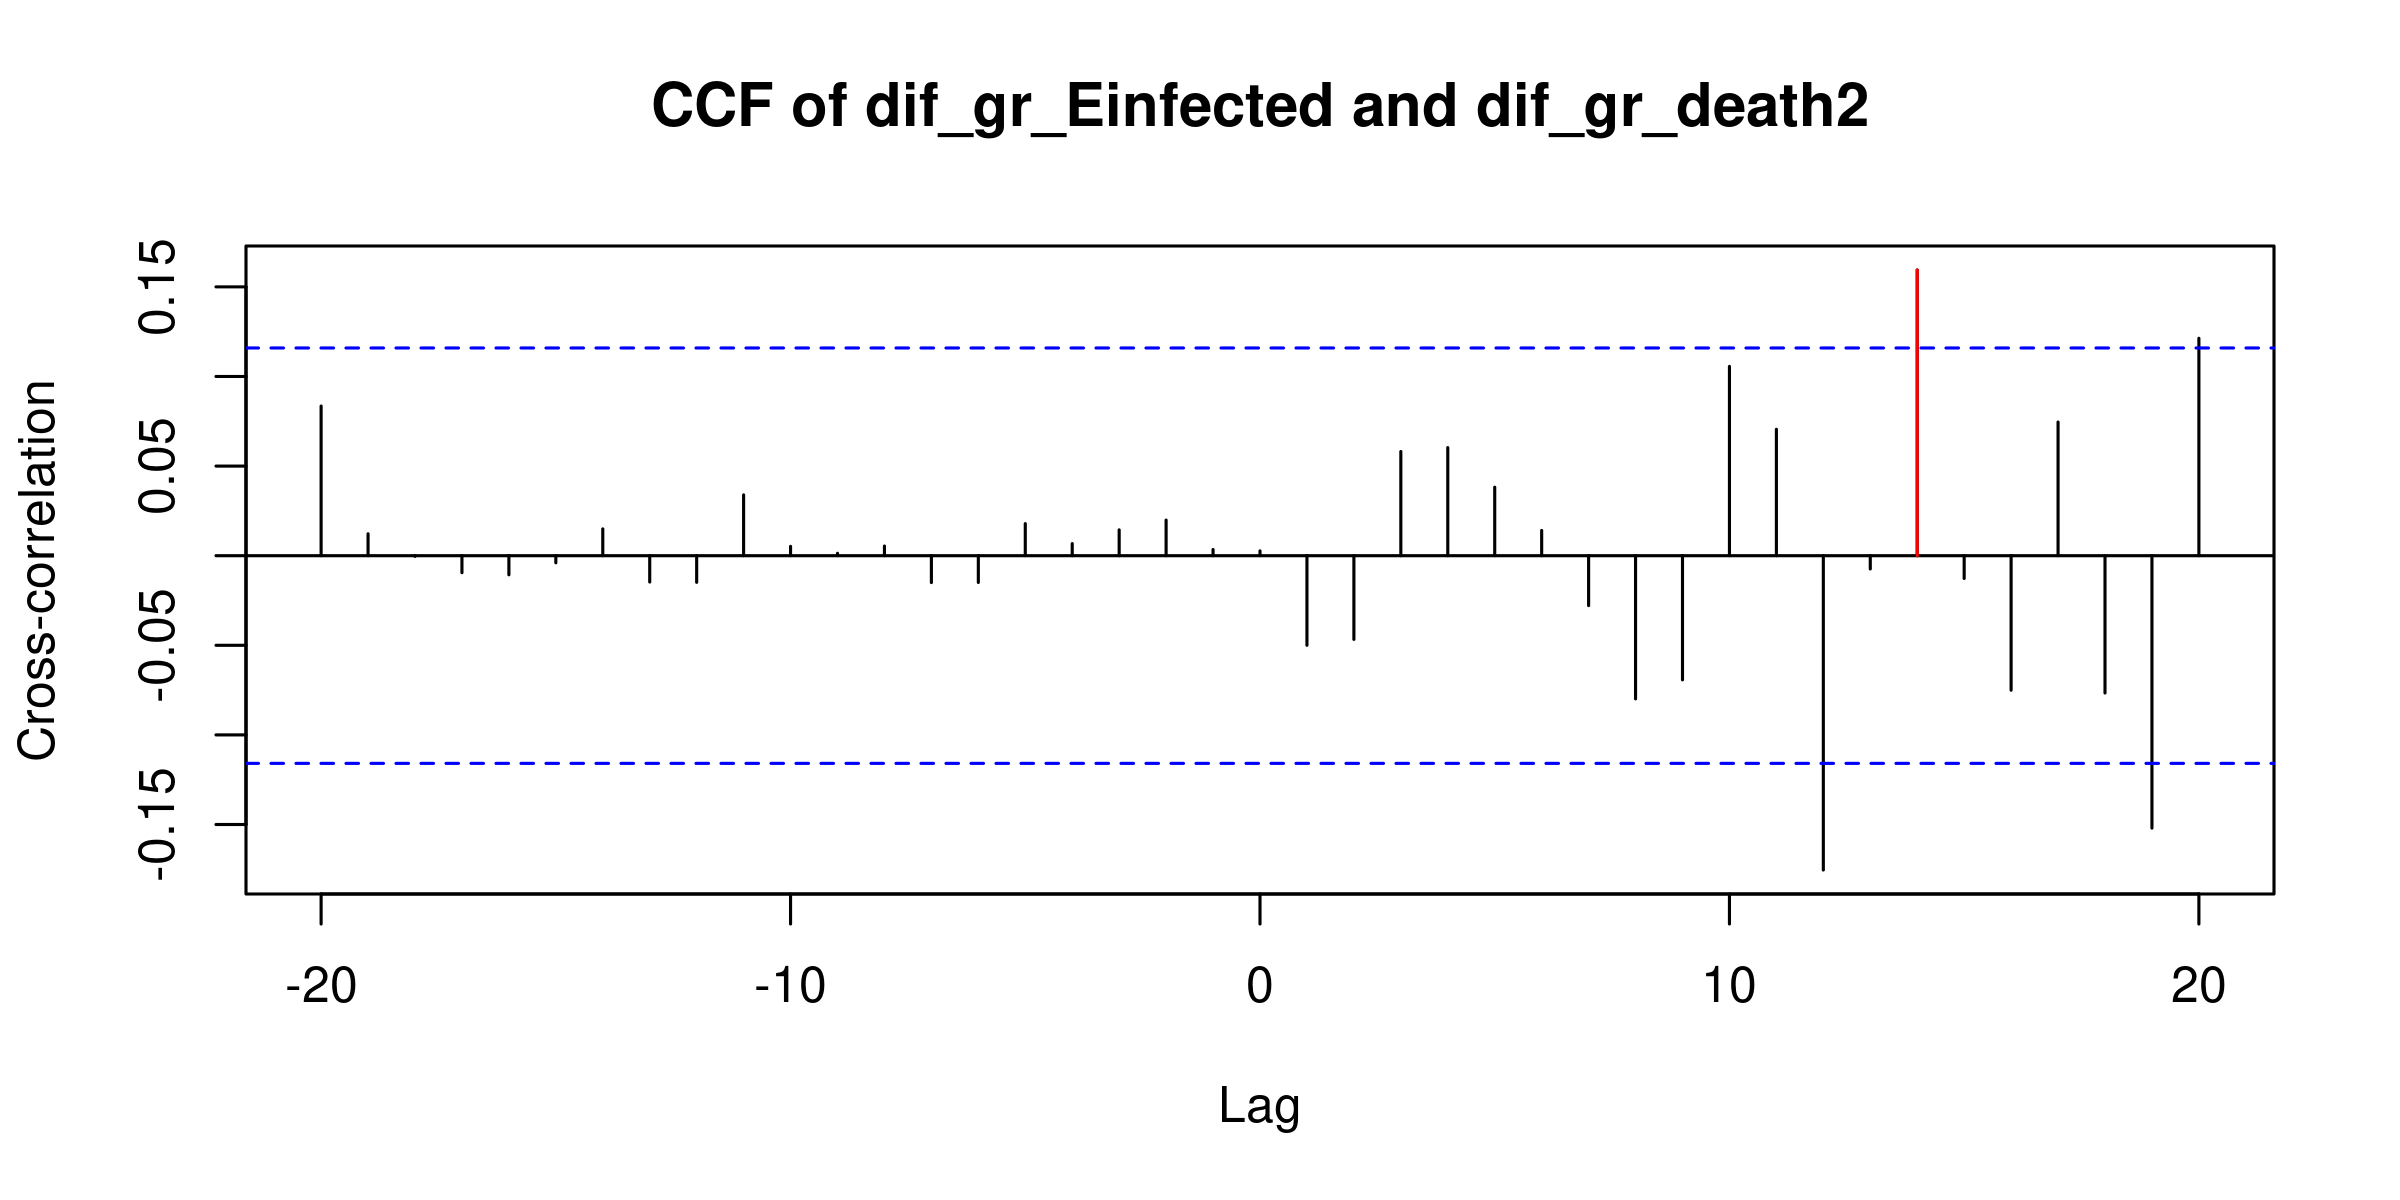 CCF of dif_gr_Einfected and dif_gr_death2
Cross-correlation
0.15
0.05
-0.05
-0.15
-20 -10 0 10 20
Lag